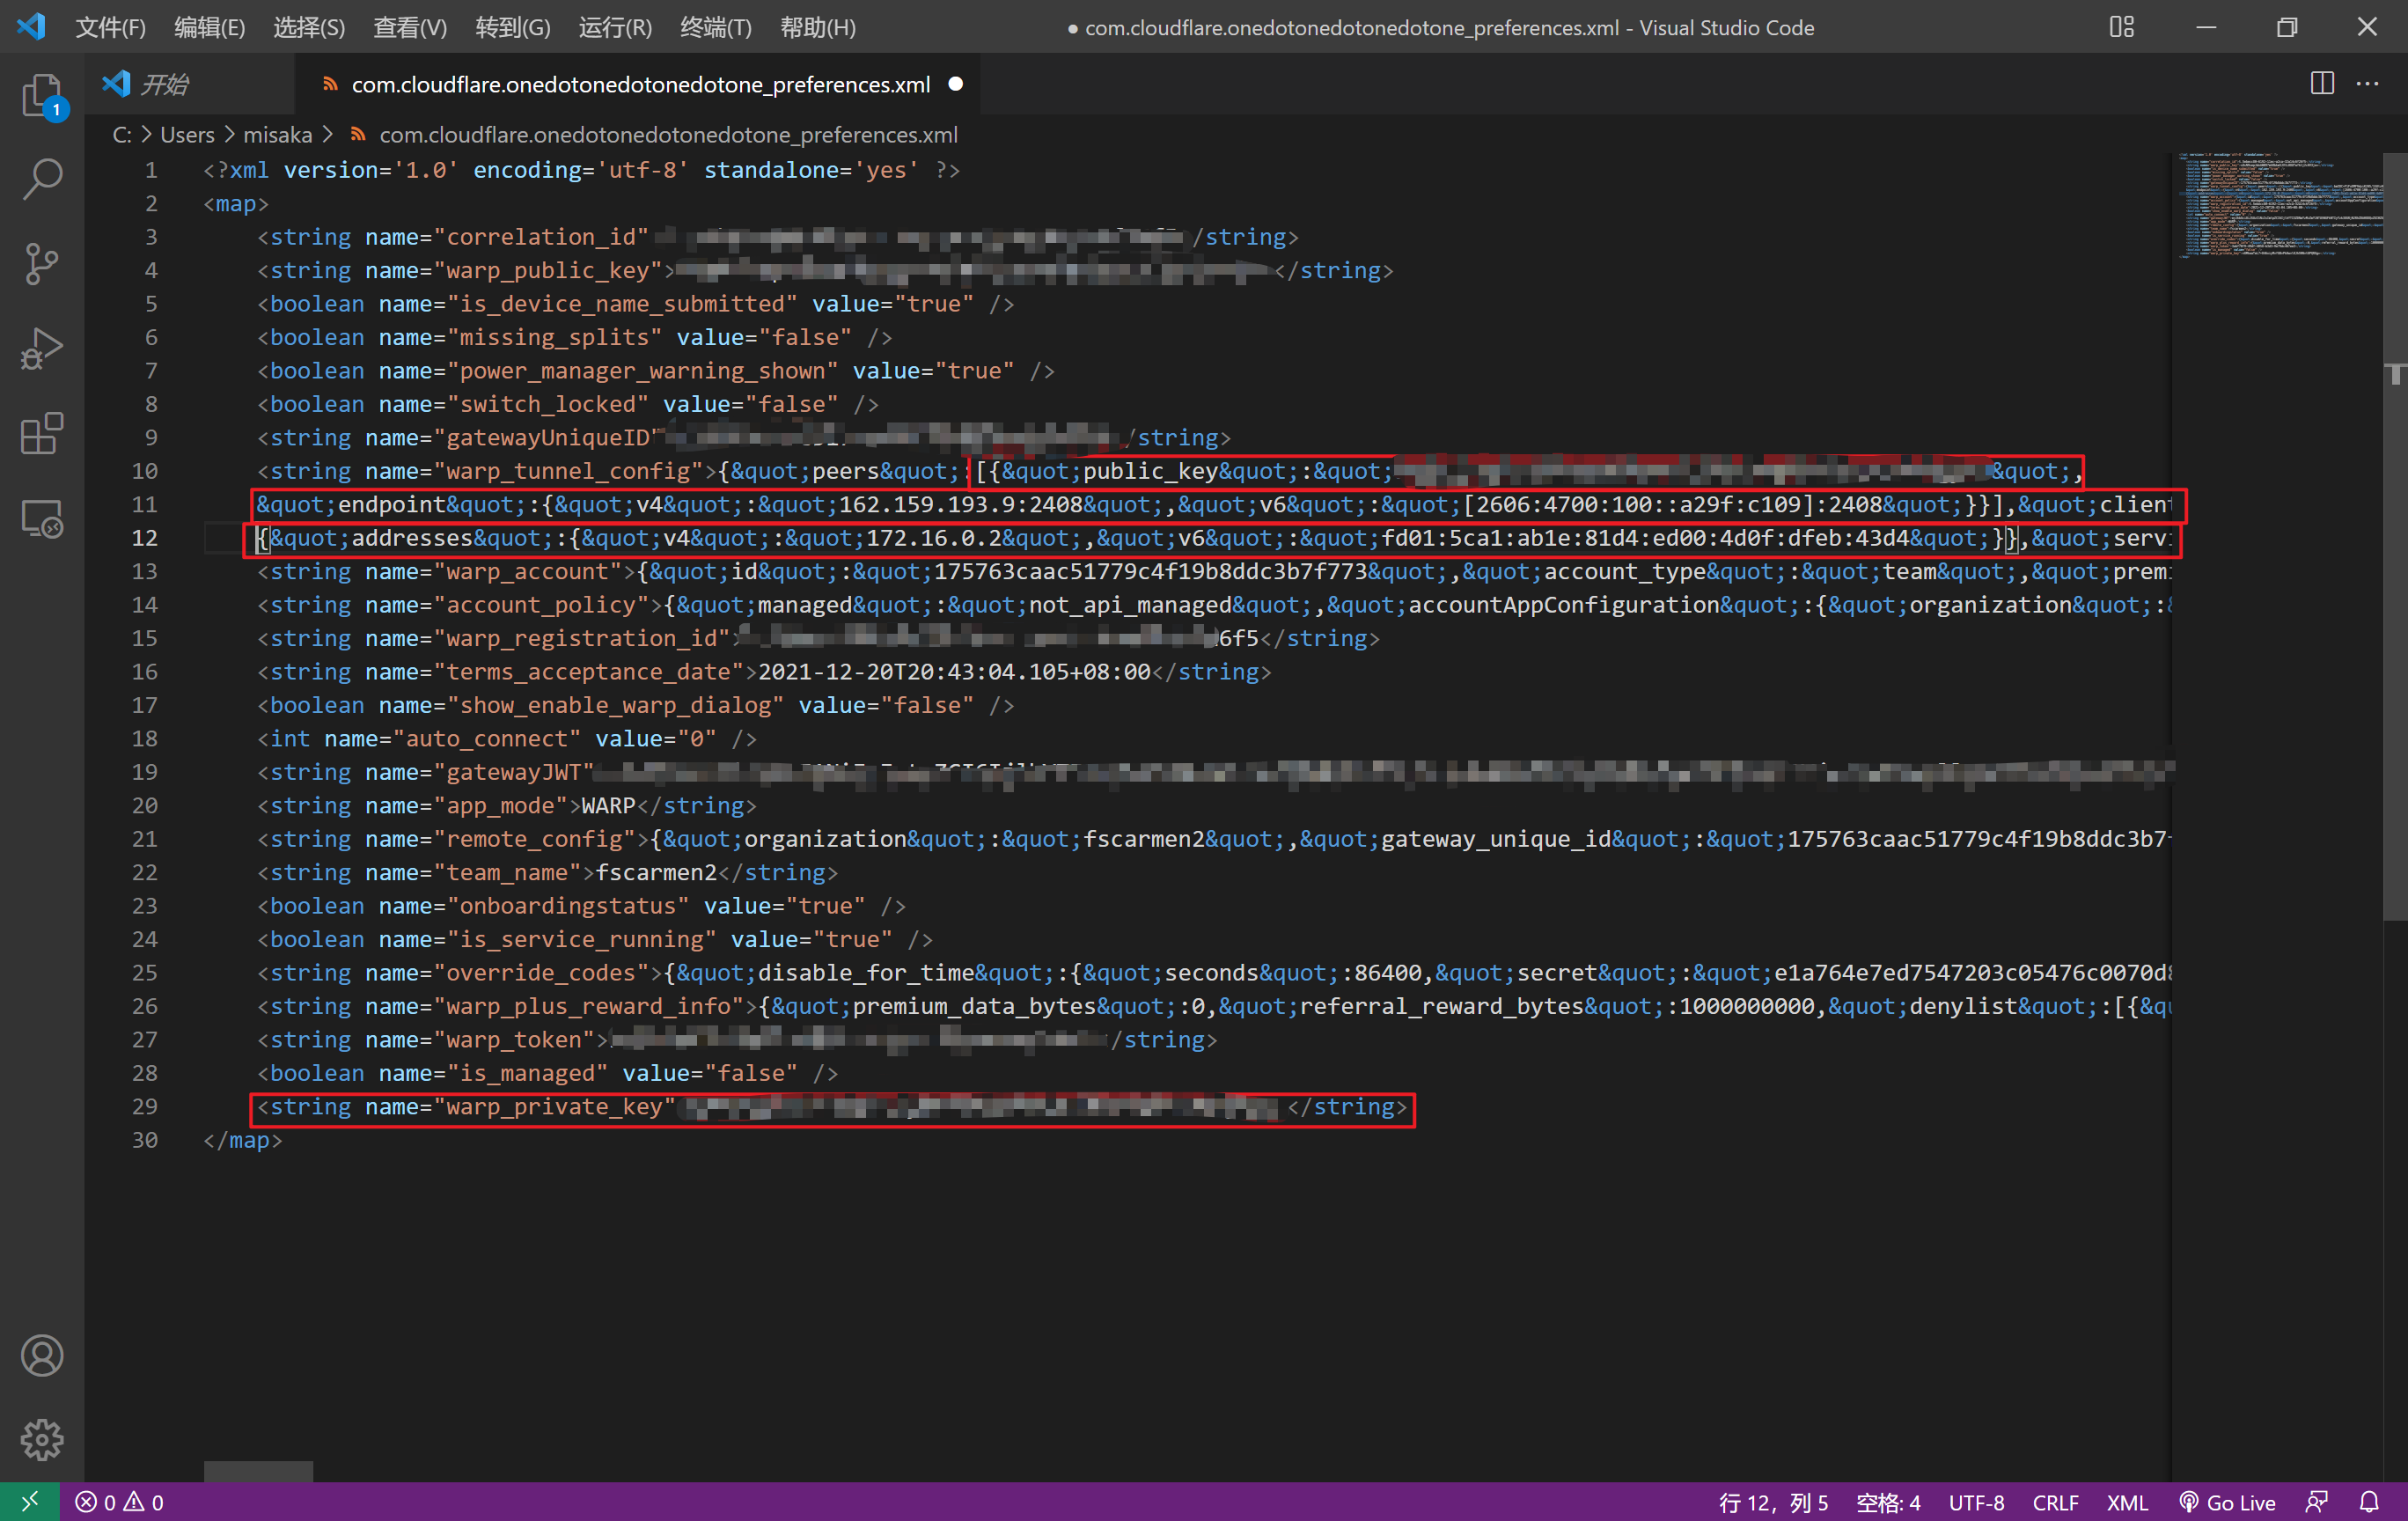 文件(F) 编辑(E) 选择(S) 查看(V) 转到(G) 运行(R) 终端(T) 帮助(H) ● com.cloudflare.onedotonedotonedotone_preferences.xml - Visual Studio Code
1 开始 com.cloudflare.onedotonedotonedotone_preferences.xml ●
C: > Users > misaka > com.cloudflare.onedotonedotonedotone_preferences.xml
1 <?xml version='1.0' encoding='utf-8' standalone='yes' ?>
2 <map>
3 <string name="correlation_id" /string>
4 <string name="warp_public_key"> </string>
5 <boolean name="is_device_name_submitted" value="true" />
6 <boolean name="missing_splits" value="false" />
7 <boolean name="power_manager_warning_shown" value="true" />
8 <boolean name="switch_locked" value="false" />
9 <string name="gatewayUniqueID" /string>
10 <string name="warp_tunnel_config">{&quot;peers&quot;:[{&quot;public_key&quot;:&quot; &quot;,
11 &quot;endpoint&quot;:{&quot;v4&quot;:&quot;162.159.193.9:2408&quot;,&quot;v6&quot;:&quot;[2606:4700:100::a29f:c109]:2408&quot;}}],&quot;client
12 {&quot;addresses&quot;:{&quot;v4&quot;:&quot;172.16.0.2&quot;,&quot;v6&quot;:&quot;fd01:5ca1:ab1e:81d4:ed00:4d0f:dfeb:43d4&quot;}},&quot;servi
13 <string name="warp_account">{&quot;id&quot;:&quot;175763caac51779c4f19b8ddc3b7f773&quot;,&quot;account_type&quot;:&quot;team&quot;,&quot;premi
14 <string name="account_policy">{&quot;managed&quot;:&quot;not_api_managed&quot;,&quot;accountAppConfiguration&quot;:{&quot;organization&quot;:&
15 <string name="warp_registration_id"> 6f5</string>
16 <string name="terms_acceptance_date">2021-12-20T20:43:04.105+08:00</string>
17 <boolean name="show_enable_warp_dialog" value="false" />
18 <int name="auto_connect" value="0" />
19 <string name="gatewayJWT"
20 <string name="app_mode">WARP</string>
21 <string name="remote_config">{&quot;organization&quot;:&quot;fscarmen2&quot;,&quot;gateway_unique_id&quot;:&quot;175763caac51779c4f19b8ddc3b7f
22 <string name="team_name">fscarmen2</string>
23 <boolean name="onboardingstatus" value="true" />
24 <boolean name="is_service_running" value="true" />
25 <string name="override_codes">{&quot;disable_for_time&quot;:{&quot;seconds&quot;:86400,&quot;secret&quot;:&quot;e1a764e7ed7547203c05476c0070d8
26 <string name="warp_plus_reward_info">{&quot;premium_data_bytes&quot;:0,&quot;referral_reward_bytes&quot;:1000000000,&quot;denylist&quot;:[{&qu
27 <string name="warp_token"> /string>
28 <boolean name="is_managed" value="false" />
29 <string name="warp_private_key" </string>
30 </map>
0 0 行 12，列 5 空格: 4 UTF-8 CRLF XML Go Live